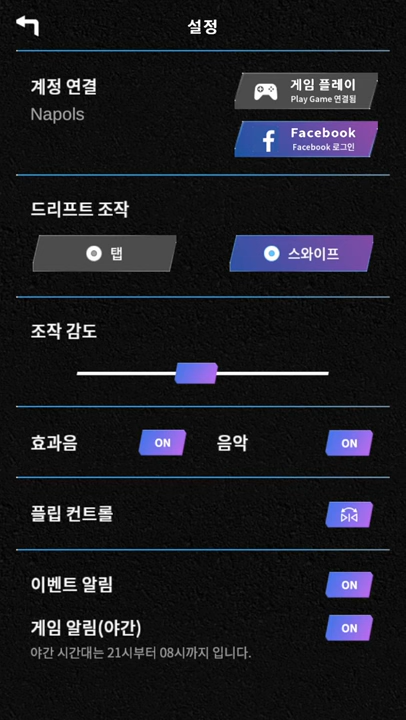 설정
계정 연결
Napols
게임 플레이
Play Game 연결됨
Facebook
Facebook 로그인
드리프트 조작
탭
스와이프
조작 감도
효과음 ON 음악 ON
플립 컨트롤
이벤트 알림 ON
게임 알림(야간) ON
야간 시간대는 21시부터 08시까지 입니다.